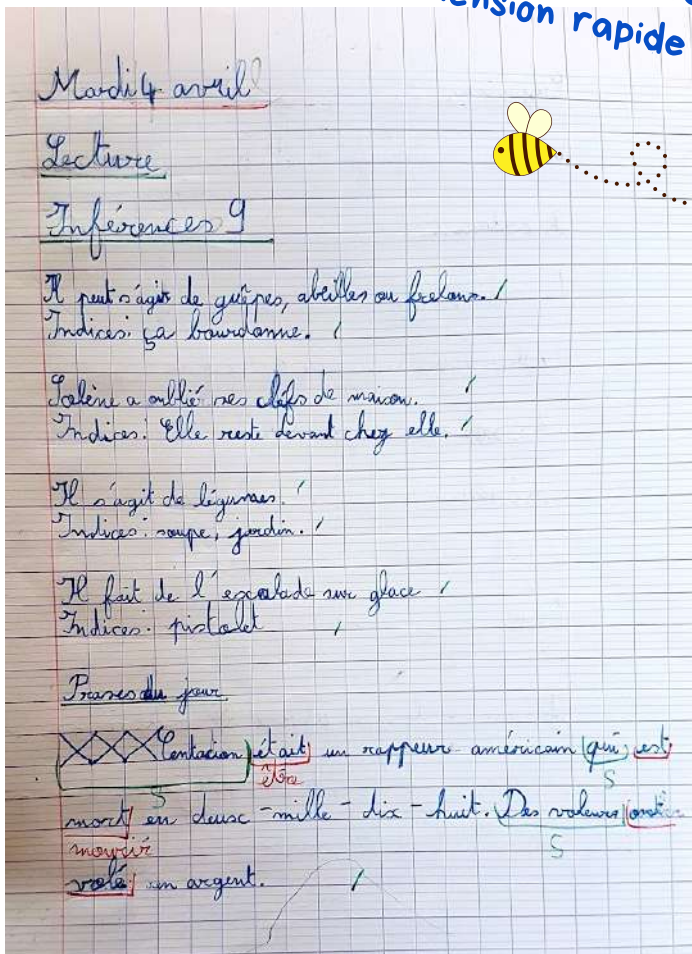 rapide
Mardi 4 avril
Lecture
Inférences 9
Il peut s'agir de guêpes, abeilles ou frelons.
Indices: ça bourdonne.
Solène a oublié ses clefs de maison.
Indices: Elle reste devant chez elle.
Il s'agit de légumes.
Indices: soupe, jardin.
Il fait de l'escalade sur glace
Indices: pistolet
Prases du jour
XXXTentacion était un rappeur américain qui est
être
S
S
mort en deux-mille-dix-huit. Des voleurs ont
mourir
S
volé un argent.